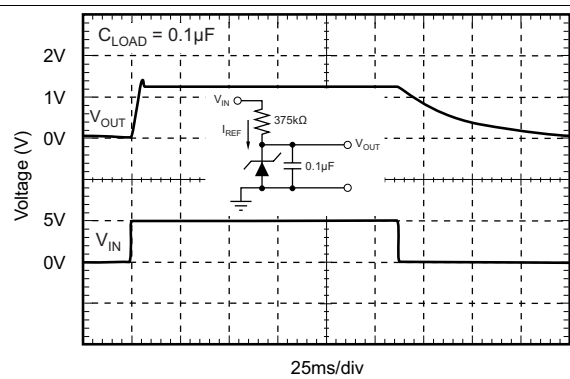 C_LOAD = 0.1µF
2V
1V
0V
V_OUT
V_IN
375kΩ
I_REF
V_OUT
0.1µF
Voltage (V)
5V
V_IN
0V
25ms/div